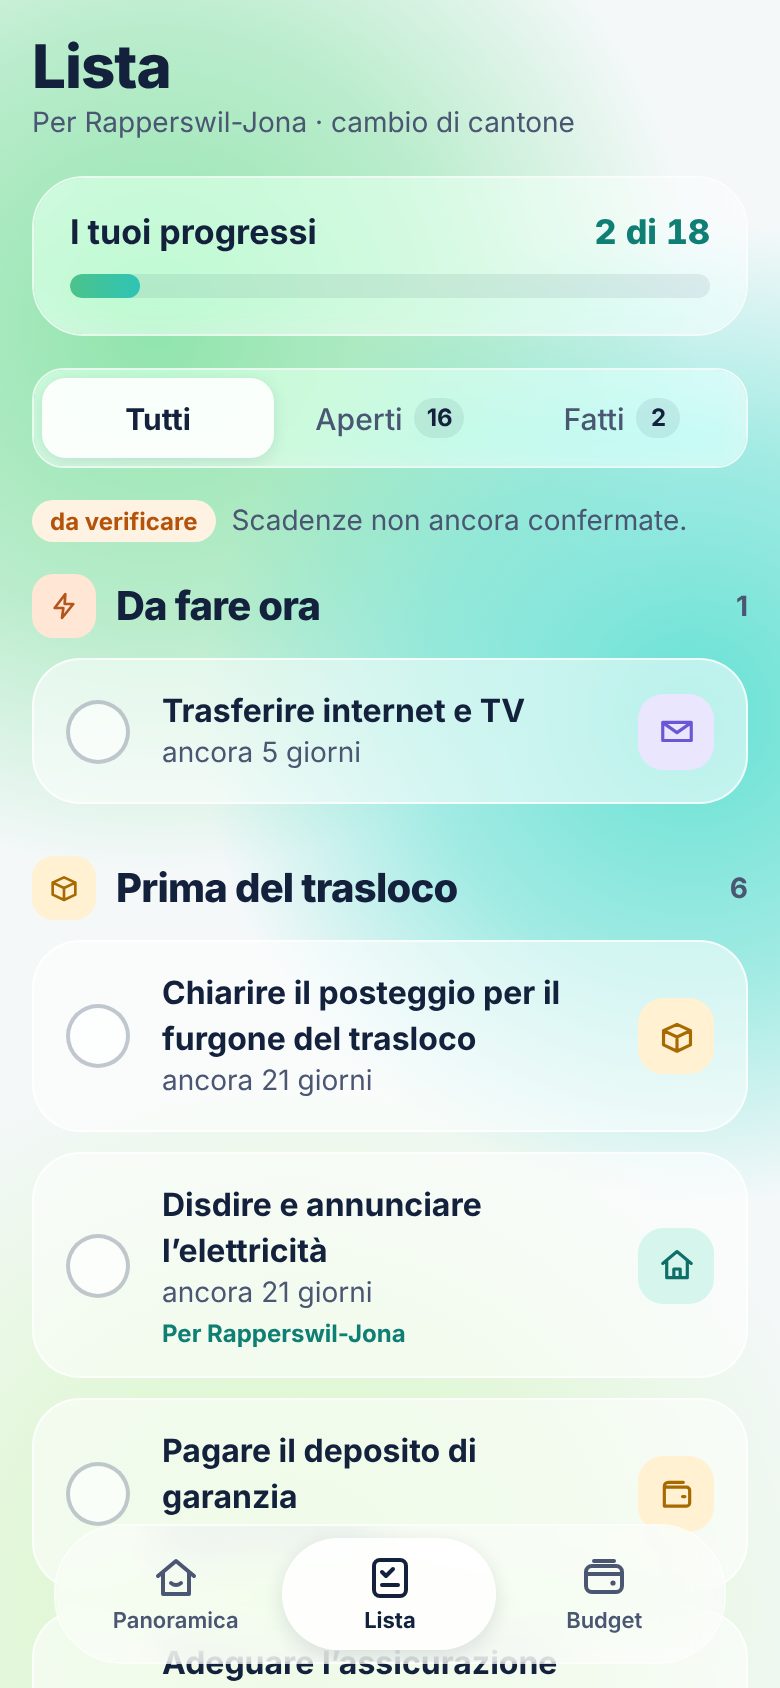 Lista
Per Rapperswil-Jona · cambio di cantone
I tuoi progressi
2 di 18
Tutti
Aperti 16
Fatti 2
da verificare Scadenze non ancora confermate.
Da fare ora
1
Trasferire internet e TV
ancora 5 giorni
Prima del trasloco
6
Chiarire il posteggio per il
furgone del trasloco
ancora 21 giorni
Disdire e annunciare
l’elettricità
ancora 21 giorni
Per Rapperswil-Jona
Pagare il deposito di
garanzia
Panoramica
Lista
Budget
Adeguare l’assicurazione